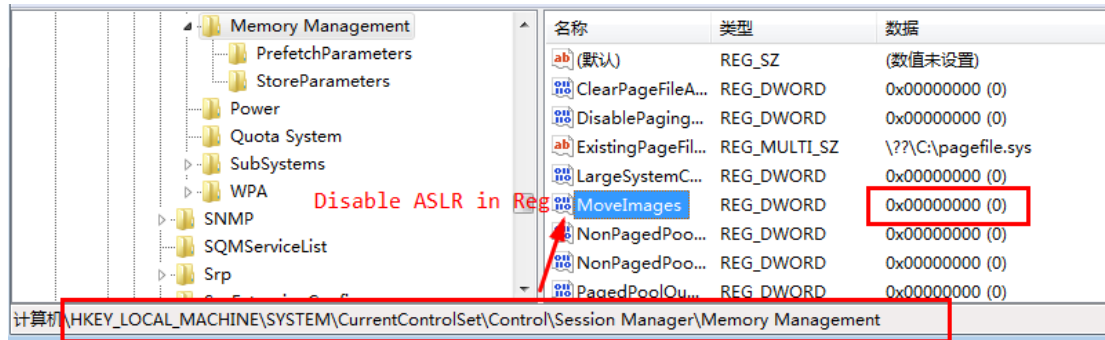 Memory Management
PrefetchParameters
StoreParameters
Power
Quota System
SubSystems
WPA
SNMP
SQMServiceList
Srp
Disable ASLR in Reg
名称 类型 数据
(默认) REG_SZ (数值未设置)
ClearPageFileA... REG_DWORD 0x00000000 (0)
DisablePaging... REG_DWORD 0x00000000 (0)
ExistingPageFil... REG_MULTI_SZ \??\C:\pagefile.sys
LargeSystemC... REG_DWORD 0x00000000 (0)
MoveImages REG_DWORD 0x00000000 (0)
NonPagedPoo... REG_DWORD 0x00000000 (0)
NonPagedPoo... REG_DWORD 0x00000000 (0)
PagedPoolQu... REG_DWORD 0x00000000 (0)
计算机\HKEY_LOCAL_MACHINE\SYSTEM\CurrentControlSet\Control\Session Manager\Memory Management